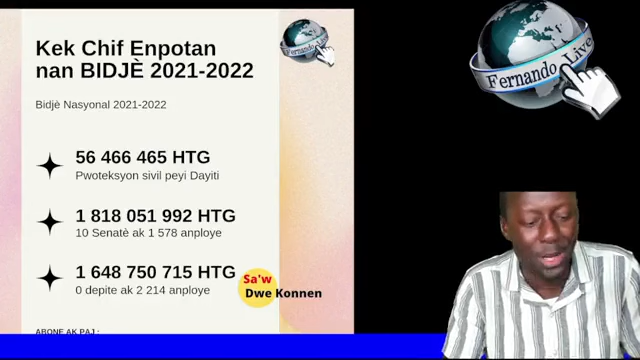 Kek Chif Enpotan
nan BIDJÈ 2021-2022
Bidjè Nasyonal 2021-2022
56 466 465 HTG
Pwoteksyon sivil peyi Dayiti
1 818 051 992 HTG
10 Senatè ak 1 578 anploye
1 648 750 715 HTG
0 depite ak 2 214 anploye
Sa'w
Dwe Konnen
ABONE AK PAJ :
Fernando Live
Fernando Live